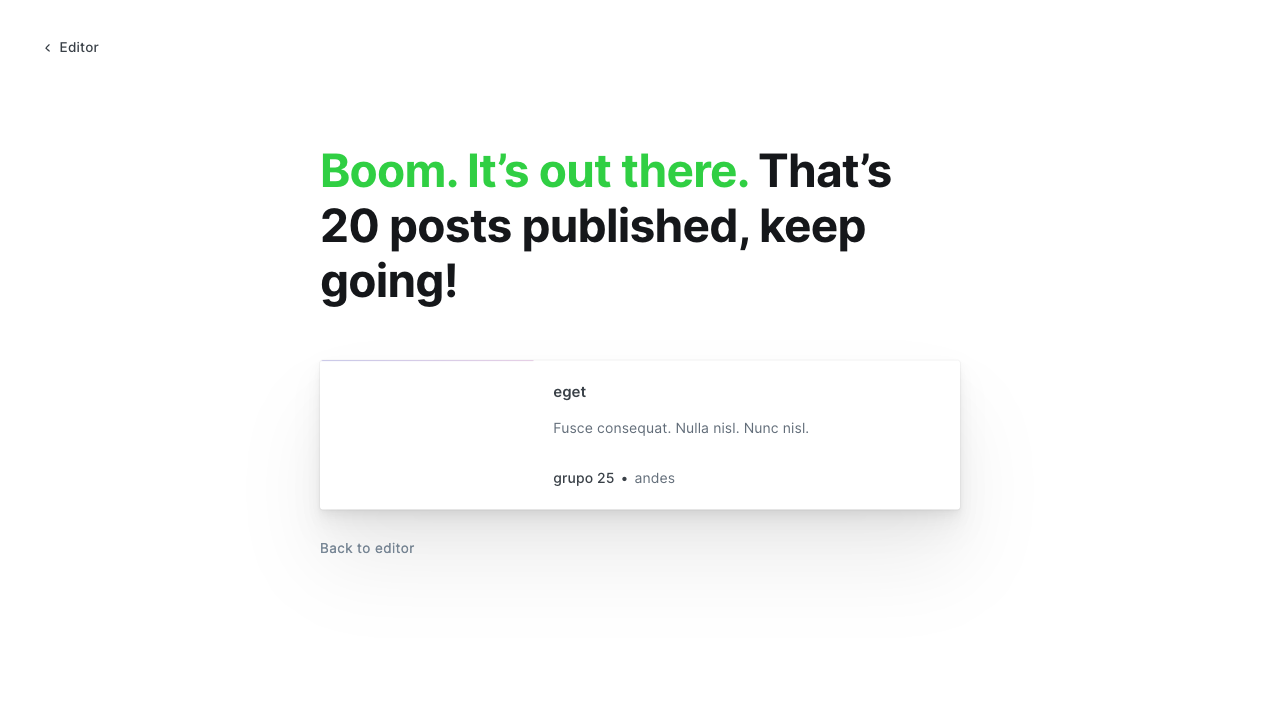 Editor
Boom. It’s out there. That’s
20 posts published, keep
going!
eget
Fusce consequat. Nulla nisl. Nunc nisl.
grupo 25 • andes
Back to editor